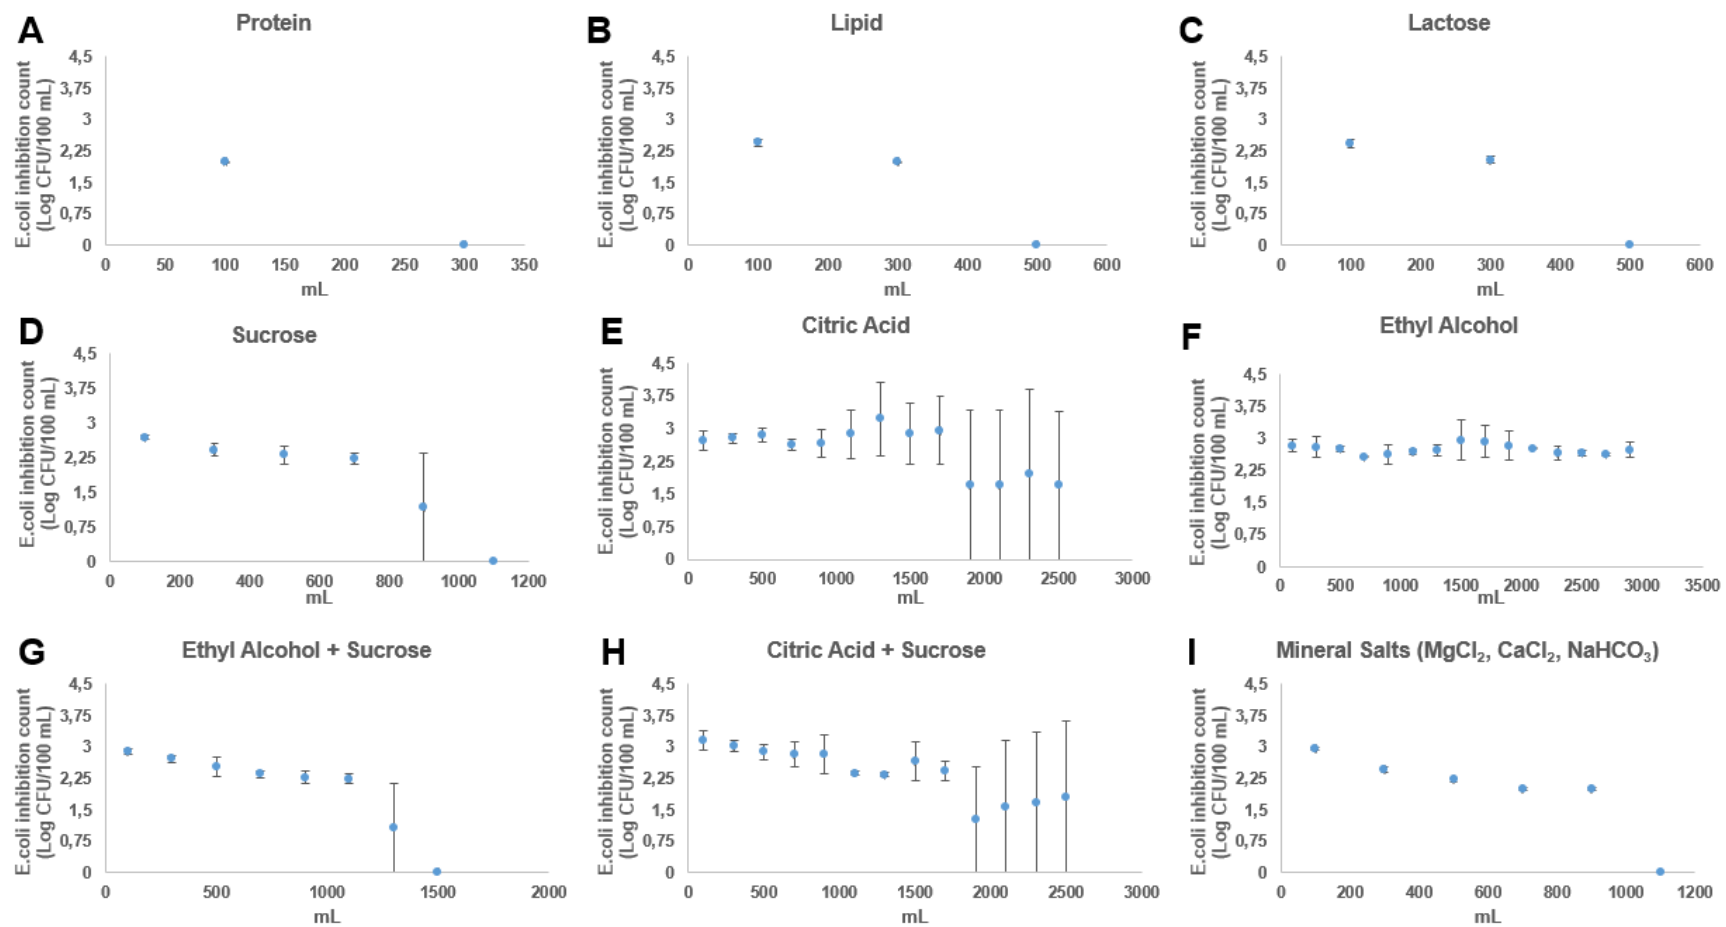 A
Protein
E.coli inhibition count
(Log CFU/100 mL)
4,5
3,75
3
2,25
1,5
0,75
0
0 50 100 150 200 250 300 350
mL
B
Lipid
E.coli inhibition count
(Log CFU/100 mL)
4,5
3,75
3
2,25
1,5
0,75
0
0 100 200 300 400 500 600
mL
C
Lactose
E.coli inhibition count
(Log CFU/100 mL)
4,5
3,75
3
2,25
1,5
0,75
0
0 100 200 300 400 500 600
mL
D
Sucrose
E.coli inhibition count
(Log CFU/100 mL)
4,5
3,75
3
2,25
1,5
0,75
0
0 200 400 600 800 1000 1200
mL
E
Citric Acid
E.coli inhibition count
(Log CFU/100 mL)
4,5
3,75
3
2,25
1,5
0,75
0
0 500 1000 1500 2000 2500 3000
mL
F
Ethyl Alcohol
E.coli inhibition count
(Log CFU/100 mL)
4,5
3,75
3
2,25
1,5
0,75
0
0 500 1000 1500 2000 2500 3000 3500
mL
G
Ethyl Alcohol + Sucrose
E.coli inhibition count
(Log CFU/100 mL)
4,5
3,75
3
2,25
1,5
0,75
0
0 500 1000 1500 2000
mL
H
Citric Acid + Sucrose
E.coli inhibition count
(Log CFU/100 mL)
4,5
3,75
3
2,25
1,5
0,75
0
0 500 1000 1500 2000 2500 3000
mL
I
Mineral Salts (MgCl₂, CaCl₂, NaHCO₃)
E.coli inhibition count
(Log CFU/100 mL)
4,5
3,75
3
2,25
1,5
0,75
0
0 200 400 600 800 1000 1200
mL